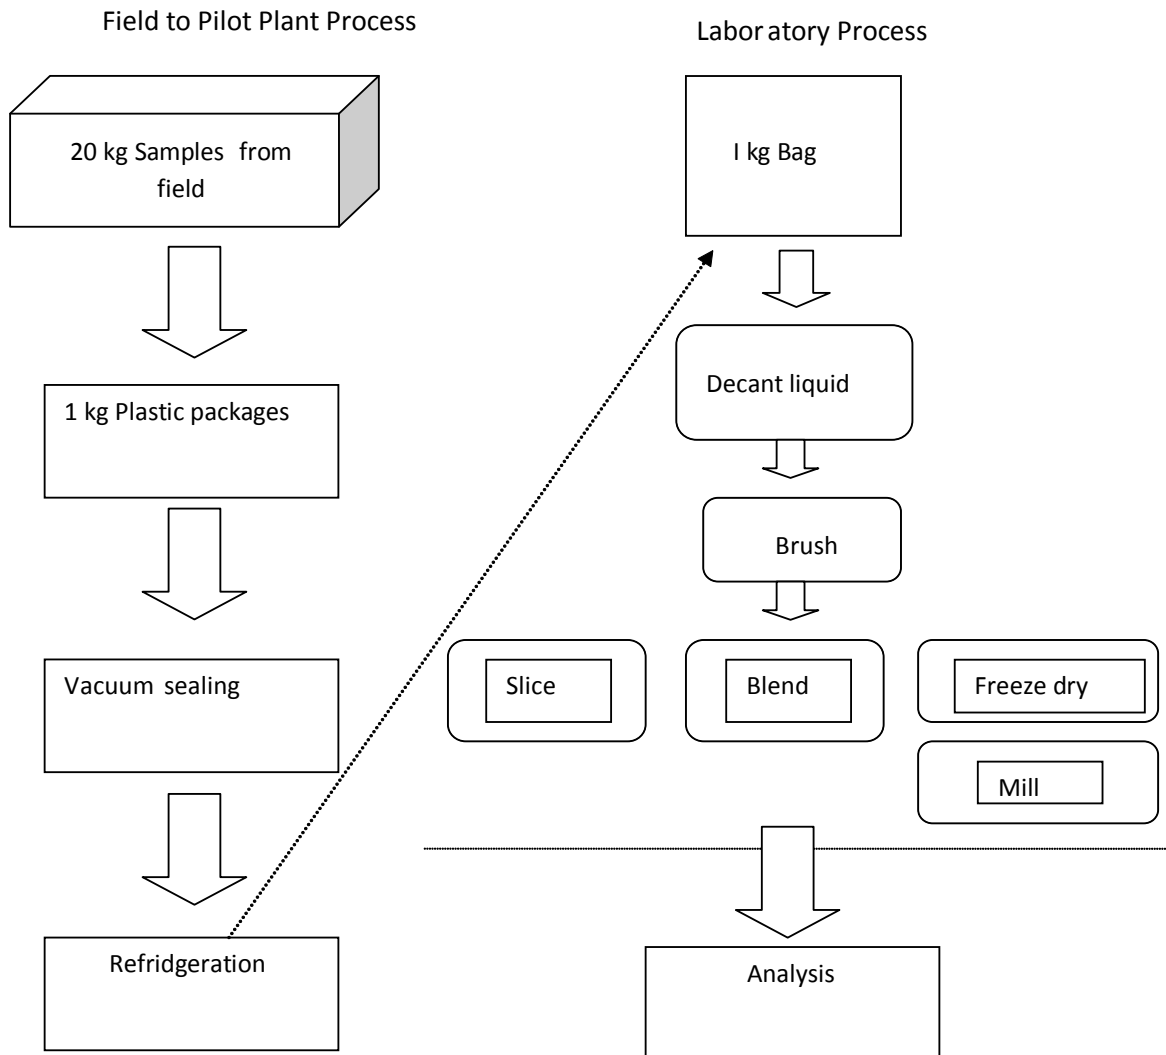 Field to Pilot Plant Process
20 kg Samples from
field
1 kg Plastic packages
Vacuum sealing
Refridgeration
Laboratory Process
I kg Bag
Decant liquid
Brush
Slice
Blend
Freeze dry
Mill
Analysis